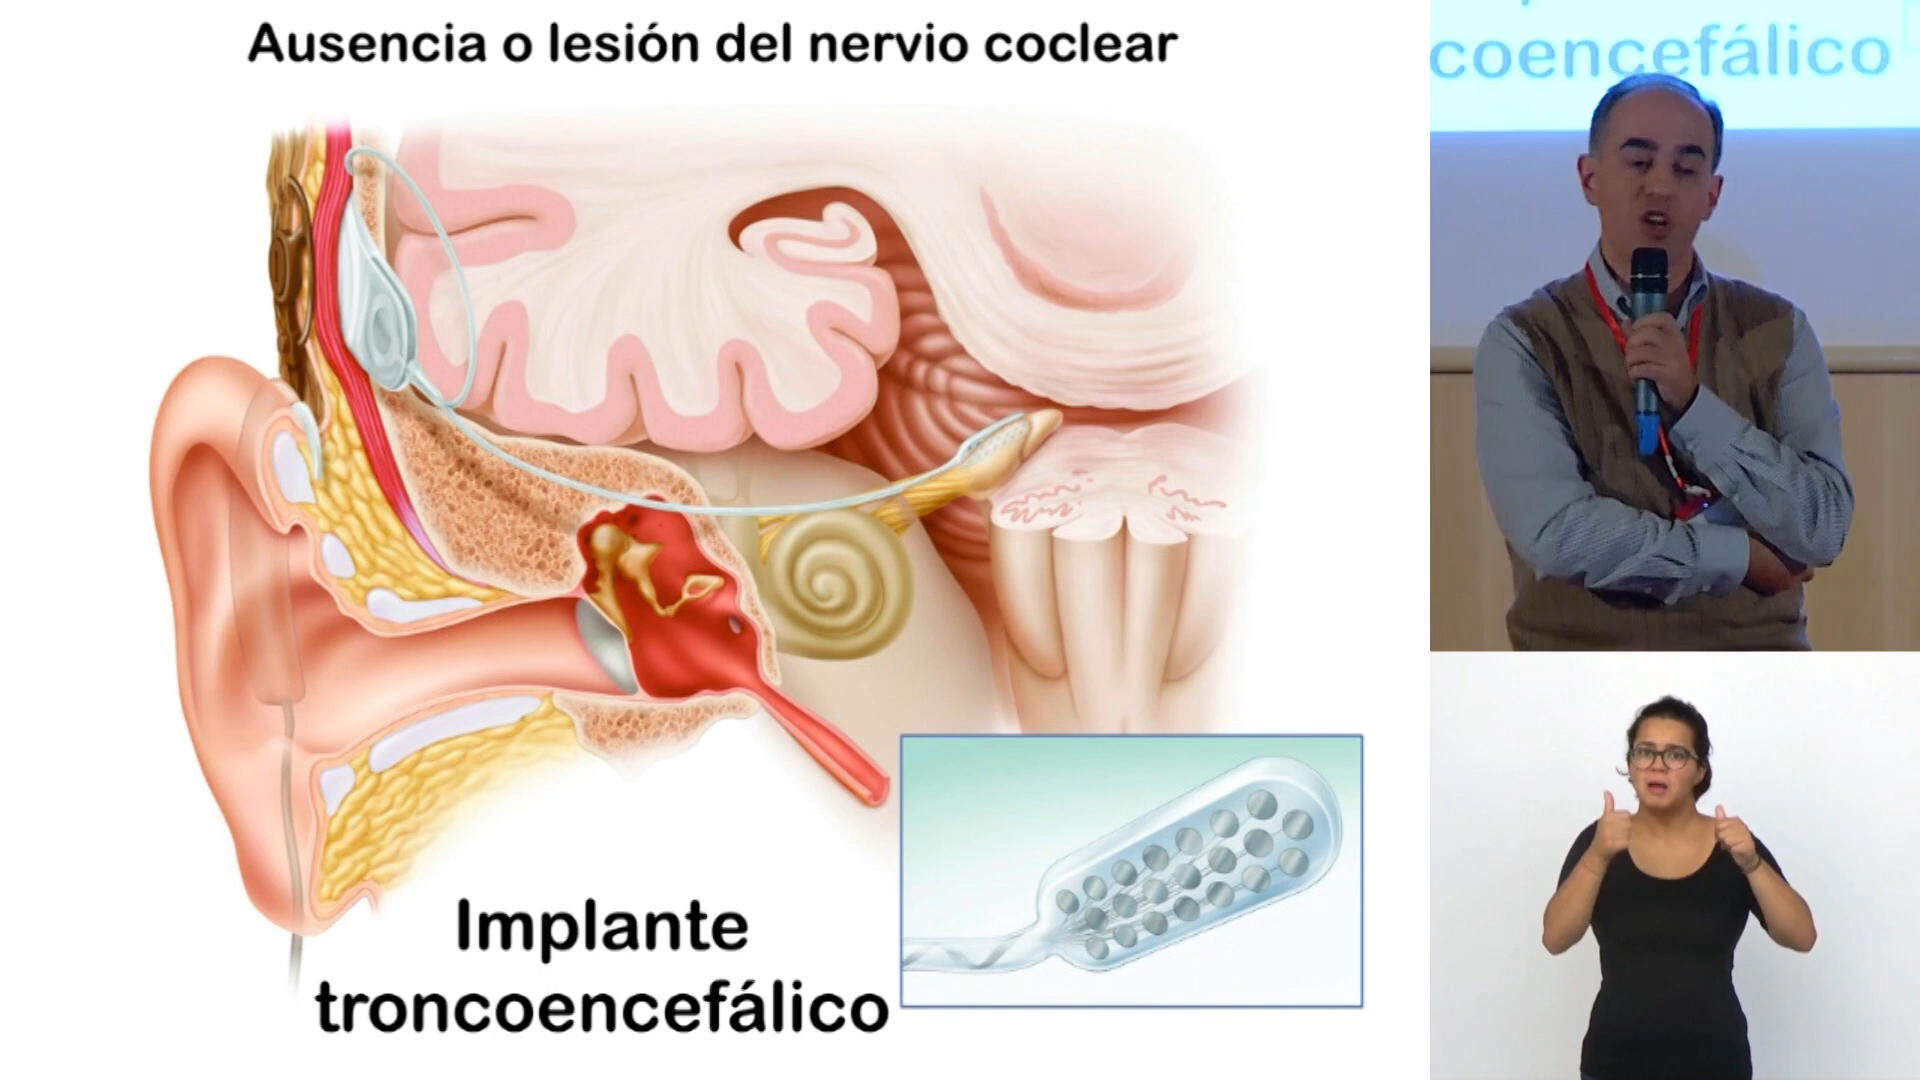 Ausencia o lesión del nervio coclear
Implante
troncoencefálico
coencefálico